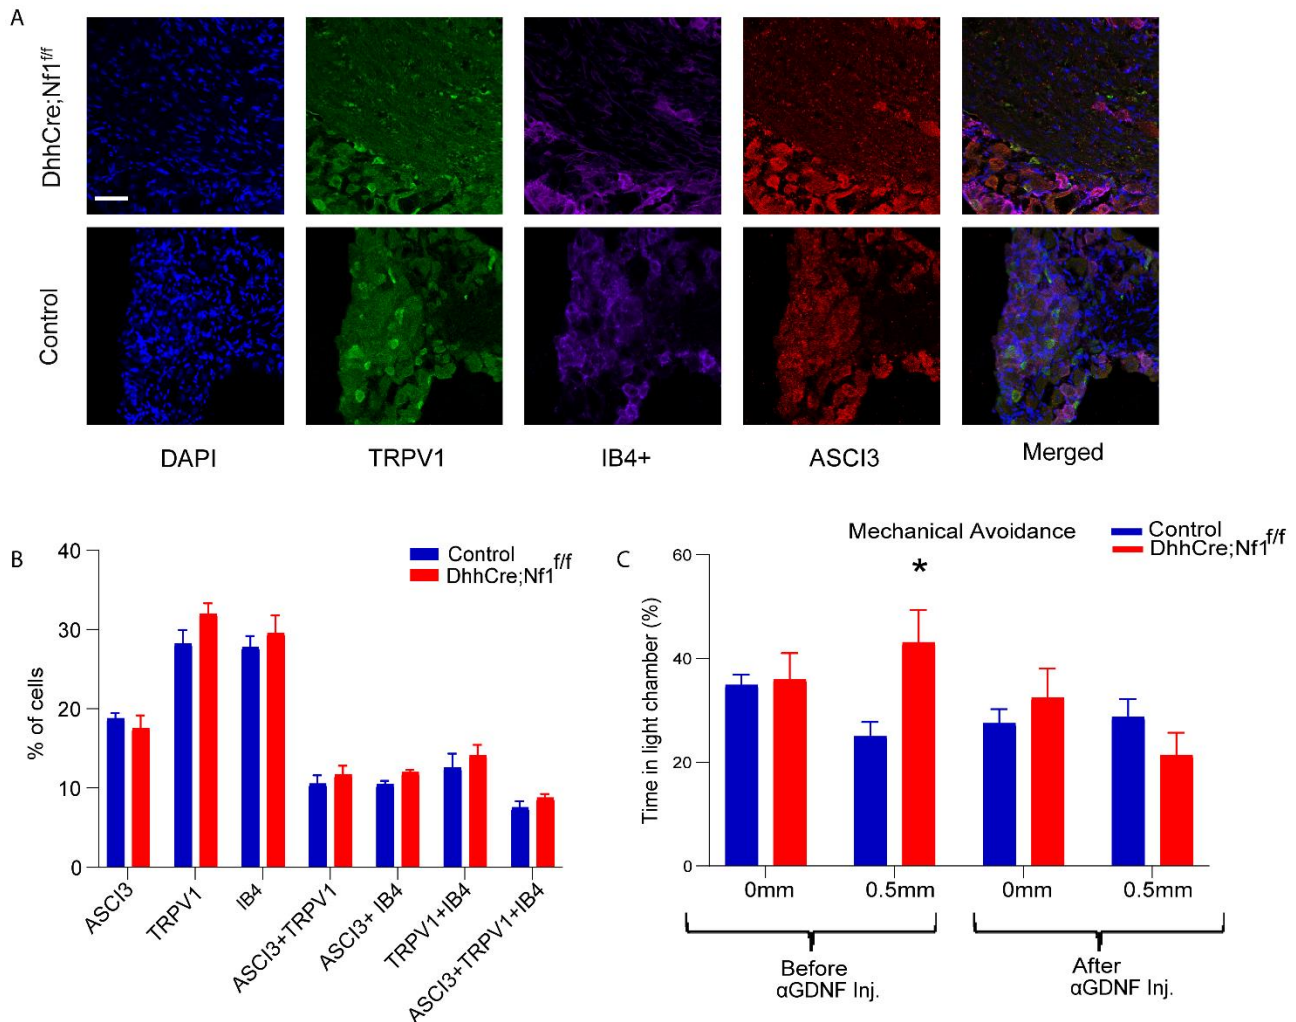 A
DhhCre;Nf1f/f
Control
DAPI
TRPV1
IB4+
ASCI3
Merged
B
Control
DhhCre;Nf1f/f
% of cells
40
30
20
10
0
ASCI3
TRPV1
IB4
ASCI3+TRPV1
ASCI3+ IB4
TRPV1+IB4
ASCI3+TRPV1+IB4
C
Mechanical Avoidance
Control
DhhCre;Nf1f/f
Time in light chamber (%)
60
40
20
0
*
0mm
0.5mm
0mm
0.5mm
Before
αGDNF Inj.
After
αGDNF Inj.